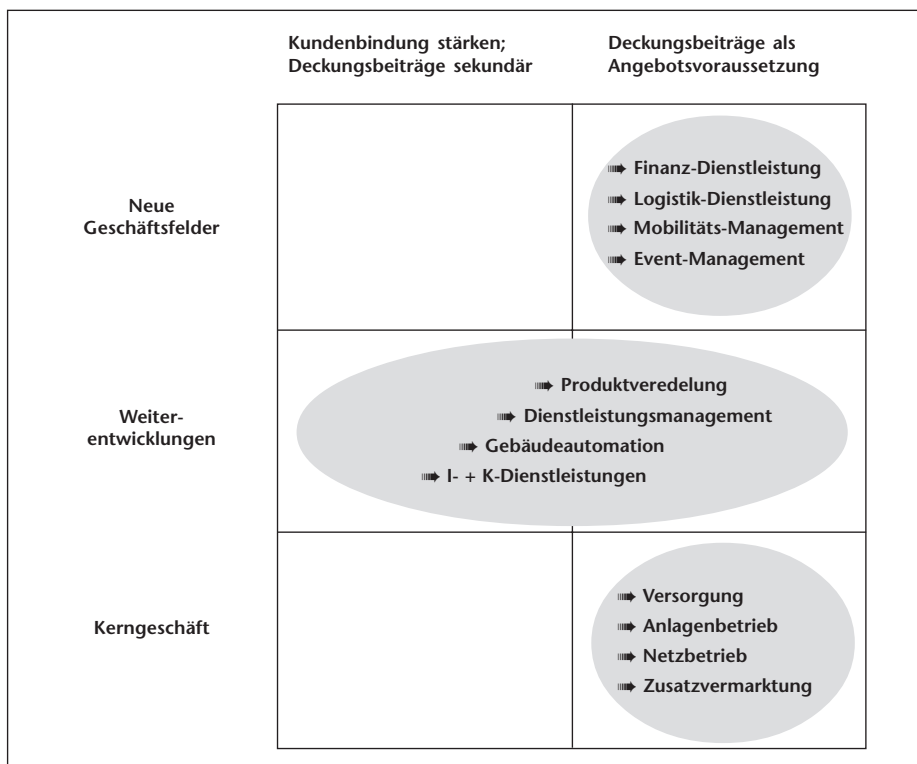 Kundenbindung stärken;
Deckungsbeiträge sekundär
Deckungsbeiträge als
Angebotsvoraussetzung
Neue
Geschäftsfelder
Finanz-Dienstleistung
Logistik-Dienstleistung
Mobilitäts-Management
Event-Management
Weiter-
entwicklungen
Produktveredelung
Dienstleistungsmanagement
Gebäudeautomation
I- + K-Dienstleistungen
Kerngeschäft
Versorgung
Anlagenbetrieb
Netzbetrieb
Zusatzvermarktung